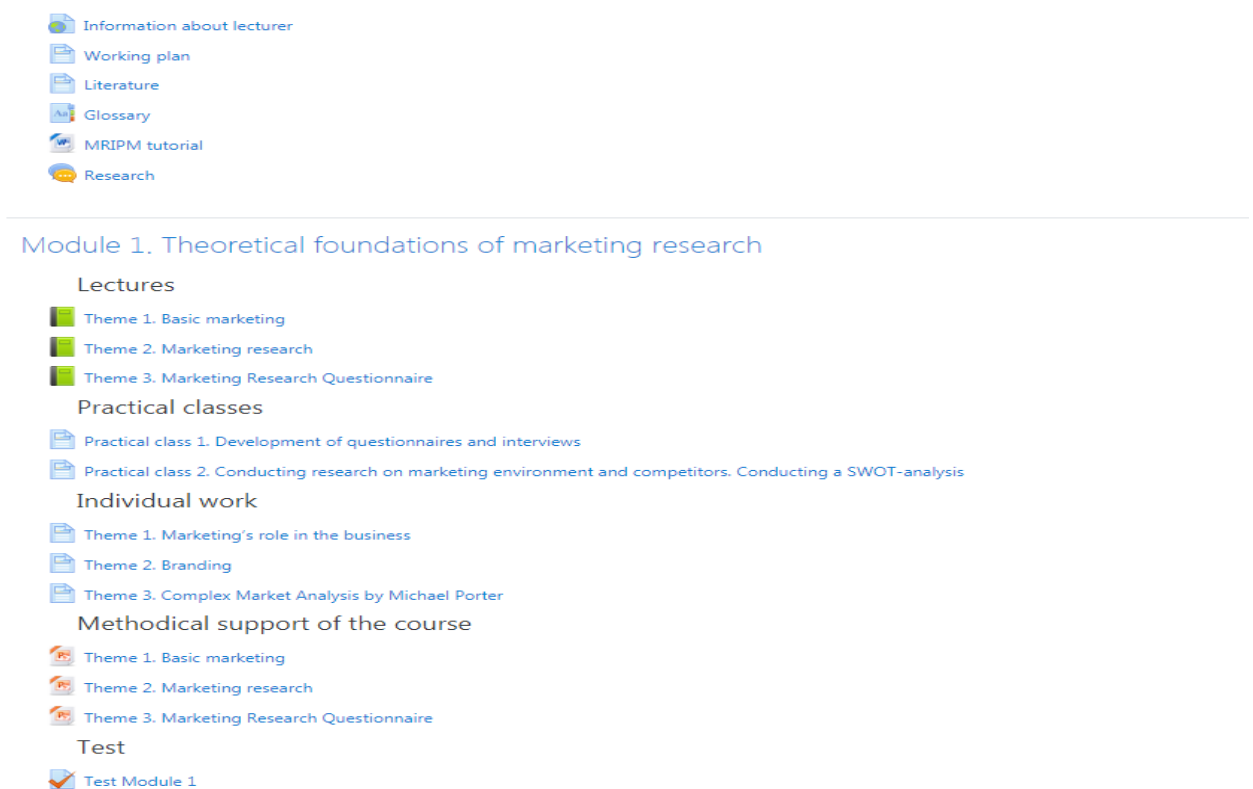 Information about lecturer
Working plan
Literature
Glossary
MRIPM tutorial
Research
Module 1. Theoretical foundations of marketing research
Lectures
Theme 1. Basic marketing
Theme 2. Marketing research
Theme 3. Marketing Research Questionnaire
Practical classes
Practical class 1. Development of questionnaires and interviews
Practical class 2. Conducting research on marketing environment and competitors. Conducting a SWOT-analysis
Individual work
Theme 1. Marketing's role in the business
Theme 2. Branding
Theme 3. Complex Market Analysis by Michael Porter
Methodical support of the course
Theme 1. Basic marketing
Theme 2. Marketing research
Theme 3. Marketing Research Questionnaire
Test
Test Module 1